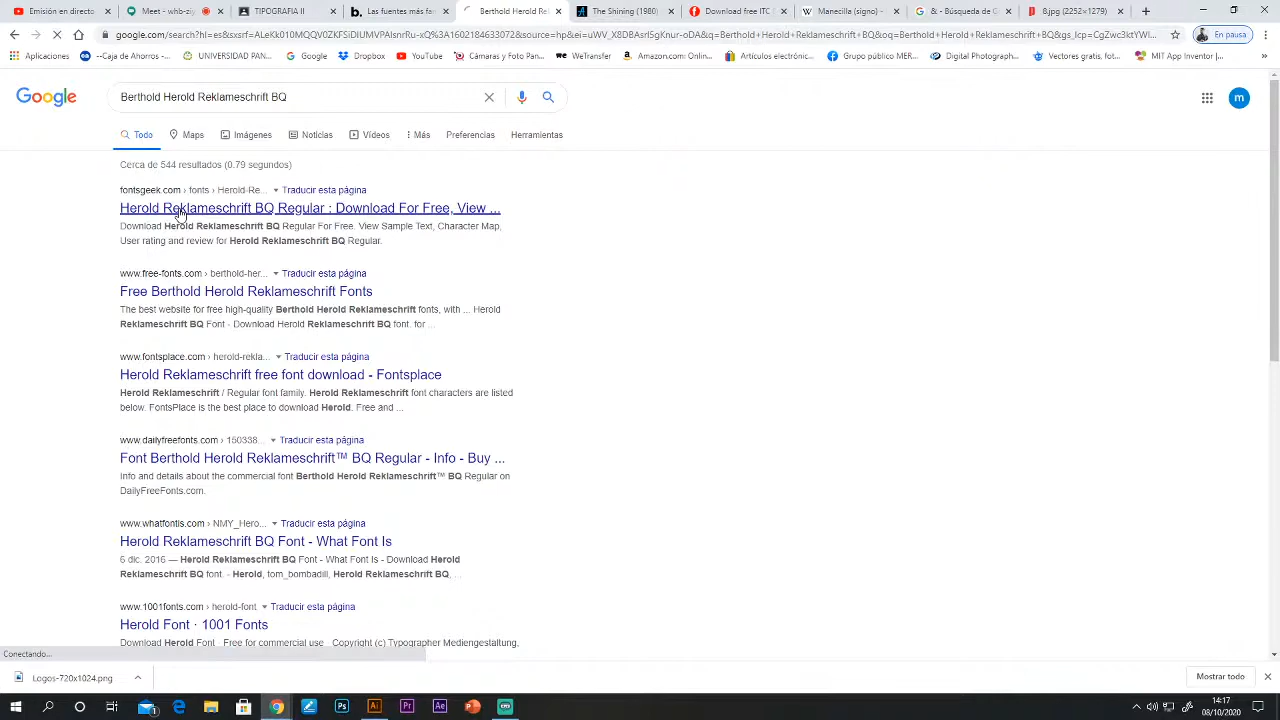 Emisión en directo
Meet - whb-ziy
TIPOGRAFIA II
Las fuentes más fa
Berthold Herold Re
The Shining (1980)
Download free ITC
Mancilla (signo) -
& - Búsqueda de G
8.jpg (2252×1279)
En pausa
Aplicaciones
--Caja de Ahorros-...
UNIVERSIDAD PAN...
Google
Dropbox
YouTube
Cámaras y Foto Pan...
WeTransfer
Amazon.com: Onlin...
Artículos electrónic...
Grupo público MER...
Digital Photograph...
Vectores gratis, fot...
MIT App Inventor |...
Google
Berthold Herold Reklameschrift BQ
m
Todo
Maps
Imágenes
Noticias
Vídeos
Más
Preferencias
Herramientas
Cerca de 544 resultados (0.79 segundos)
fontsgeek.com › fonts › Herold-Re... Traducir esta página
Herold Reklameschrift BQ Regular : Download For Free, View ...
Download Herold Reklameschrift BQ Regular For Free. View Sample Text, Character Map,
User rating and review for Herold Reklameschrift BQ Regular.
www.free-fonts.com › berthold-her... Traducir esta página
Free Berthold Herold Reklameschrift Fonts
The best website for free high-quality Berthold Herold Reklameschrift fonts, with ... Herold
Reklameschrift BQ Font - Download Herold Reklameschrift BQ font. for ...
www.fontsplace.com › herold-rekla... Traducir esta página
Herold Reklameschrift free font download - Fontsplace
Herold Reklameschrift / Regular font family. Herold Reklameschrift font characters are listed
below. FontsPlace is the best place to download Herold. Free and ...
www.dailyfreefonts.com › 150338... Traducir esta página
Font Berthold Herold Reklameschrift™ BQ Regular - Info - Buy ...
Info and details about the commercial font Berthold Herold Reklameschrift™ BQ Regular on
DailyFreeFonts.com.
www.whatfontis.com › NMY_Hero... Traducir esta página
Herold Reklameschrift BQ Font - What Font Is
6 dic. 2016 — Herold Reklameschrift BQ Font - What Font Is - Download Herold
Reklameschrift BQ font. - Herold, tom_bombadill, Herold Reklameschrift BQ, ...
www.1001fonts.com › herold-font Traducir esta página
Herold Font · 1001 Fonts
Download Herold Font . Free for commercial use . Copyright (c) Typographer Mediengestaltung,
Conectando...
Logos-720x1024.png
Mostrar todo
14:17
08/10/2020